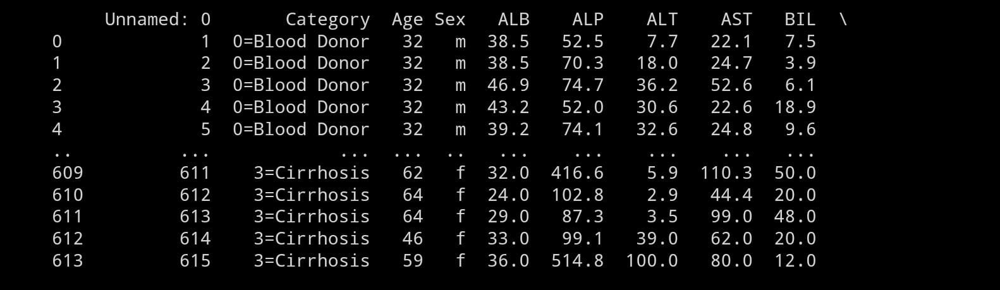 Unnamed: 0 Category Age Sex ALB ALP ALT AST BIL \
0 1 0=Blood Donor 32 m 38.5 52.5 7.7 22.1 7.5
1 2 0=Blood Donor 32 m 38.5 70.3 18.0 24.7 3.9
2 3 0=Blood Donor 32 m 46.9 74.7 36.2 52.6 6.1
3 4 0=Blood Donor 32 m 43.2 52.0 30.6 22.6 18.9
4 5 0=Blood Donor 32 m 39.2 74.1 32.6 24.8 9.6
.. ... ... ... .. ... ... ... ... ...
609 611 3=Cirrhosis 62 f 32.0 416.6 5.9 110.3 50.0
610 612 3=Cirrhosis 64 f 24.0 102.8 2.9 44.4 20.0
611 613 3=Cirrhosis 64 f 29.0 87.3 3.5 99.0 48.0
612 614 3=Cirrhosis 46 f 33.0 99.1 39.0 62.0 20.0
613 615 3=Cirrhosis 59 f 36.0 514.8 100.0 80.0 12.0